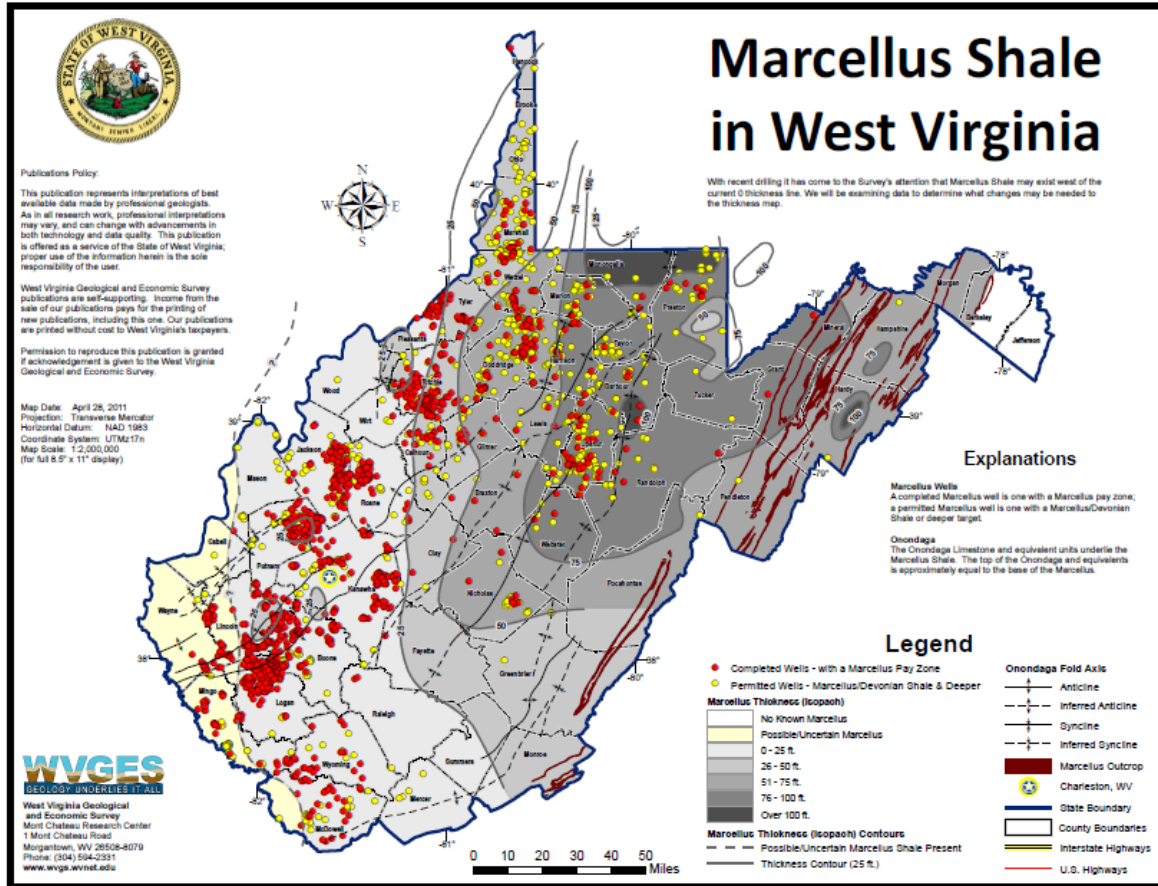 Marcellus Shale
in West Virginia
With recent drilling it has come to the Survey's attention that Marcellus Shale may exist west of the
current 0 thickness line. We will be examining data to determine what changes may be needed to
the thickness map.
STATE OF WEST VIRGINIA
MONTANI SEMPER LIBERI
Publications Policy:
This publication represents interpretations of best
available data made by professional geologists.
As in all research work, professional interpretations
may vary, and can change with advancements in
both technology and data quality. This publication
is offered as a service of the State of West Virginia;
proper use of the information herein is the sole
responsibility of the user.
West Virginia Geological and Economic Survey
publications are self-supporting. Income from the
sale of our publications pays for the printing of
new publications, including this one. Our publications
are printed without cost to West Virginia's taxpayers.
Permission to reproduce this publication is granted
if acknowledgement is given to the West Virginia
Geological and Economic Survey.
Map Date: April 28, 2011
Projection: Transverse Mercator
Horizontal Datum: NAD 1983
Coordinate System: UTMz17n
Map Scale: 1:2,000,000
(for full 8.5" x 11" display)
N
W E
S
Hancock
Brooke
Ohio
40° 40°
Marshall
-80°
-81°
Wetzel
Monongalia
Marion
Tyler
Preston
Pleasants
Taylor
Doddridge
Ritchie
Wood
Barbour
Tucker
Wirt
Lewis
Gilmer
Calhoun
Jackson
Roane
Braxton
Randolph
Mason
Clay
Webster
Cabell
Putnam
Kanawha
Nicholas
Pocahontas
Wayne
Lincoln
Boone
Fayette
Greenbrier
Mingo
Logan
Raleigh
Wyoming
Summers
Monroe
Mercer
McDowell
Pendleton
Grant
Hardy
Mineral
Hampshire
Morgan
Berkeley
Jefferson
-78°
-79°
39°
38°
-82°
25
50
75
100
125
Explanations
Marcellus Wells
A completed Marcellus well is one with a Marcellus pay zone;
a permitted Marcellus well is one with a Marcellus/Devonian
Shale or deeper target
Onondaga
The Onondaga Limestone and equivalent units underlie the
Marcellus Shale. The top of the Onondaga and equivalents
is approximately equal to the base of the Marcellus.
Legend
Completed Wells - with a Marcellus Pay Zone
Permitted Wells - Marcellus/Devonian Shale & Deeper
Marcellus Thickness (Isopach)
No Known Marcellus
Possible/Uncertain Marcellus
0 - 25 ft.
26 - 50 ft.
51 - 75 ft.
76 - 100 ft.
Over 100 ft.
Marcellus Thickness (Isopach) Contours
Possible/Uncertain Marcellus Shale Present
Thickness Contour (25 ft.)
Onondaga Fold Axis
Anticline
Inferred Anticline
Syncline
Inferred Syncline
Marcellus Outcrop
Charleston, WV
State Boundary
County Boundaries
Interstate Highways
U.S. Highways
WVGES
GEOLOGY UNDERLIES IT ALL
West Virginia Geological
and Economic Survey
Mont Chateau Research Center
1 Mont Chateau Road
Morgantown, WV 26508-8079
Phone: (304) 594-2331
www.wvgs.wvnet.edu
0 10 20 30 40 50
Miles